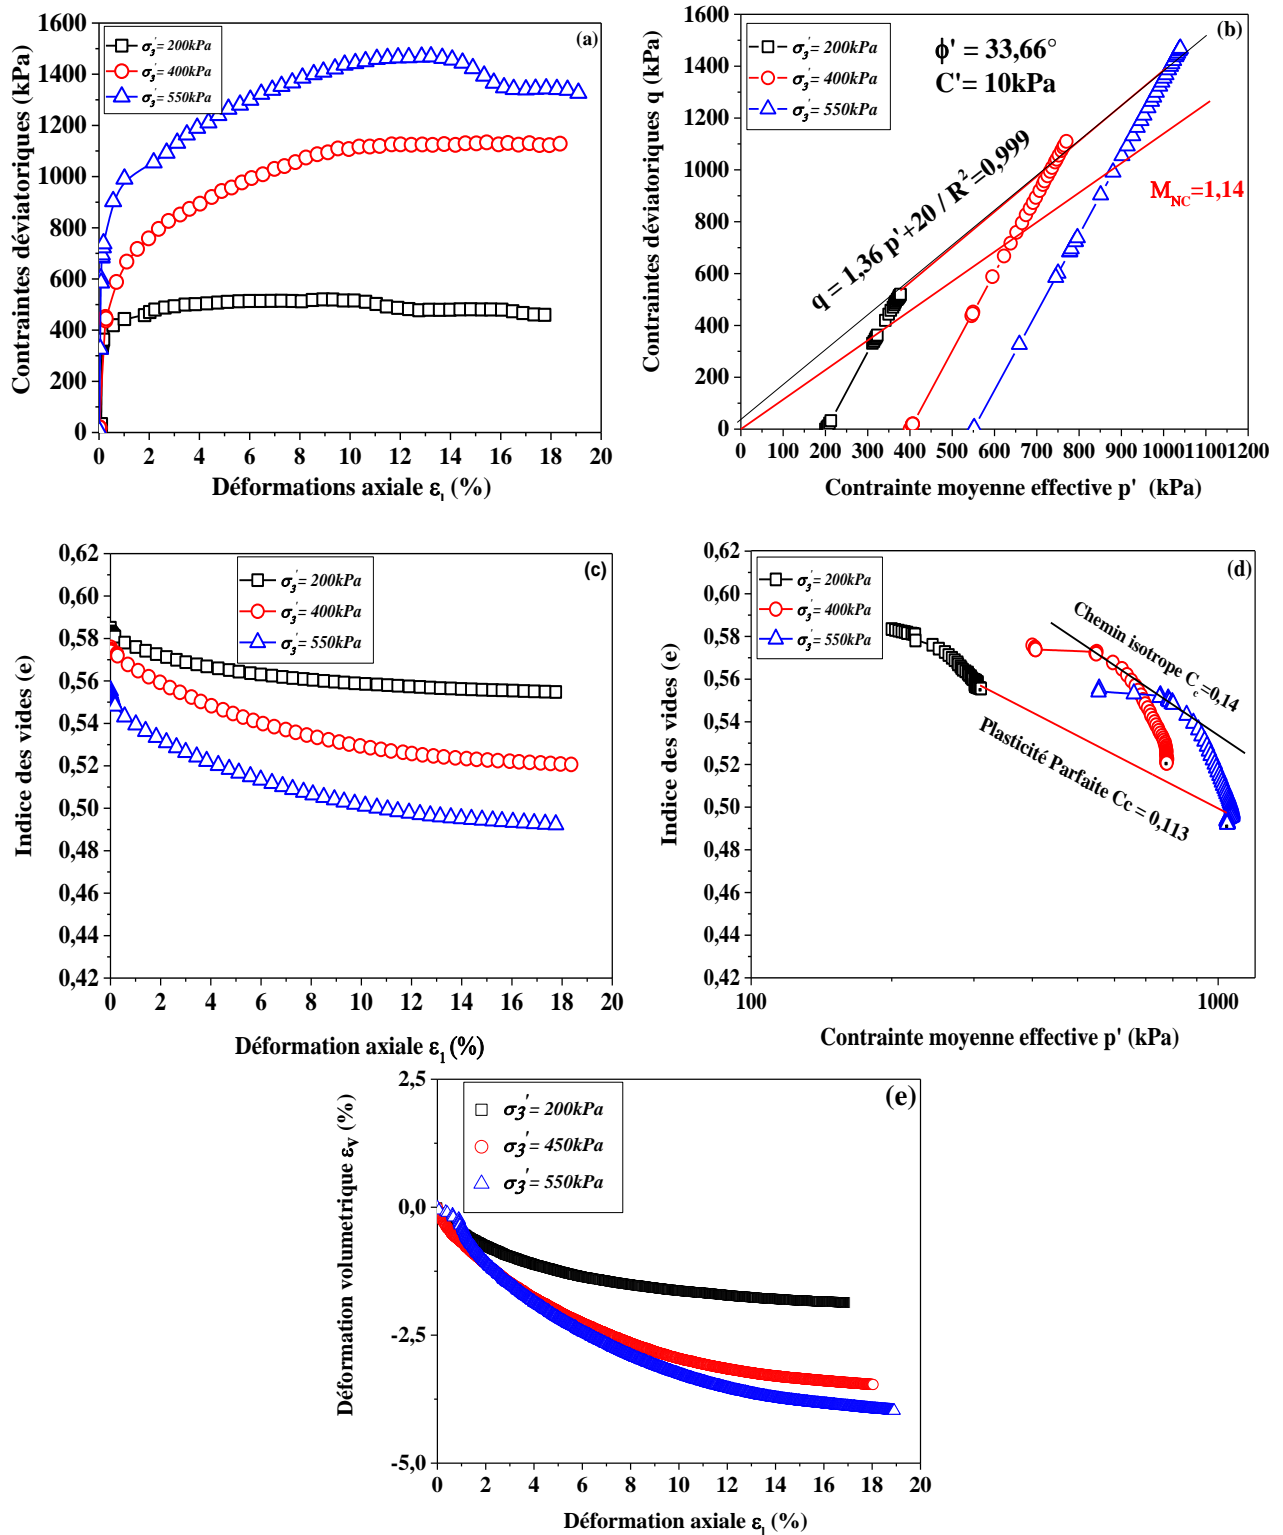 1600
1400
1200
1000
800
600
400
200
0
0 2 4 6 8 10 12 14 16 18 20
Contraintes déviatoriques (kPa)
Déformations axiale ε₁ (%)
(a)
σ₃'= 200kPa
σ₃'= 400kPa
σ₃'= 550kPa
1600
1400
1200
1000
800
600
400
200
0
0 100 200 300 400 500 600 700 800 900 1000 1100 1200
Contraintes déviatoriques q (kPa)
Contrainte moyenne effective p' (kPa)
(b)
σ₃'= 200kPa
σ₃'= 400kPa
σ₃'= 550kPa
ϕ' = 33,66°
C' = 10kPa
q = 1,36 p'+20 / R²=0,999
M_NC=1,14
0,62
0,60
0,58
0,56
0,54
0,52
0,50
0,48
0,46
0,44
0,42
0 2 4 6 8 10 12 14 16 18 20
Indice des vides (e)
Déformation axiale ε₁ (%)
(c)
σ₃'= 200kPa
σ₃'= 400kPa
σ₃'= 550kPa
0,62
0,60
0,58
0,56
0,54
0,52
0,50
0,48
0,46
0,44
0,42
100 1000
Indice des vides (e)
Contrainte moyenne effective p' (kPa)
(d)
σ₃'= 200kPa
σ₃'= 400kPa
σ₃'= 550kPa
Chemin isotrope C_c=0,14
Plasticité Parfaite Cc = 0,113
2,5
0,0
-2,5
-5,0
0 2 4 6 8 10 12 14 16 18 20
Déformation volumetrique ε_V (%)
Déformation axiale ε₁ (%)
(e)
σ₃'= 200kPa
σ₃'= 450kPa
σ₃'= 550kPa